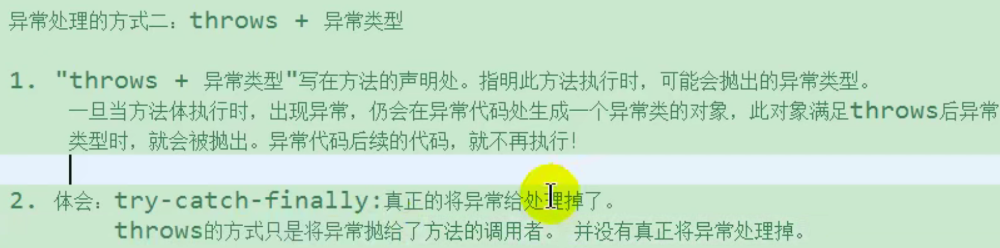 异常处理的方式二：throws + 异常类型
1. "throws + 异常类型"写在方法的声明处。指明此方法执行时，可能会抛出的异常类型。
一旦当方法体执行时，出现异常，仍会在异常代码处生成一个异常类的对象，此对象满足throws后异常
类型时，就会被抛出。异常代码后续的代码，就不再执行！
2. 体会：try-catch-finally:真正的将异常给处理掉了。
throws的方式只是将异常抛给了方法的调用者。 并没有真正将异常处理掉。